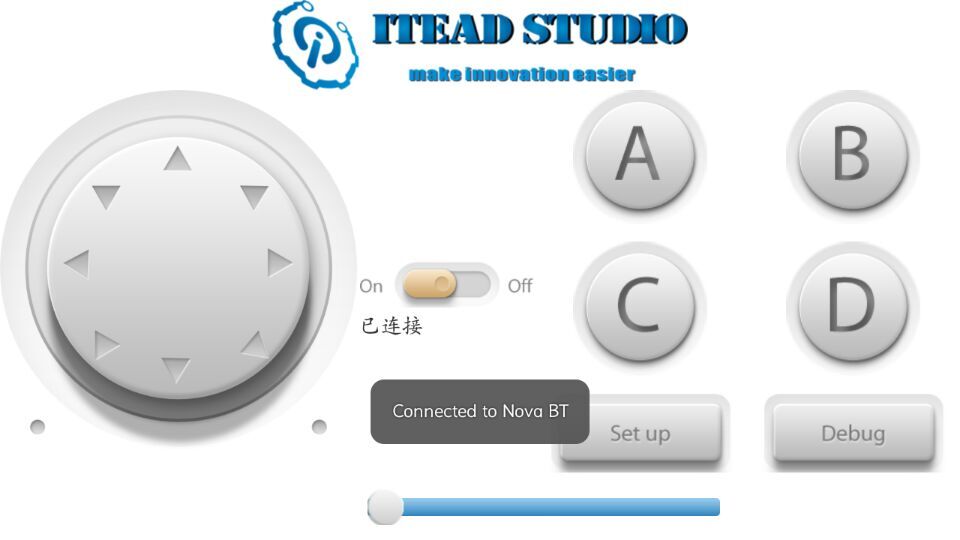 ITEAD STUDIO
make innovation easier
A
B
On
Off
C
D
已连接
Connected to Nova BT
Set up
Debug